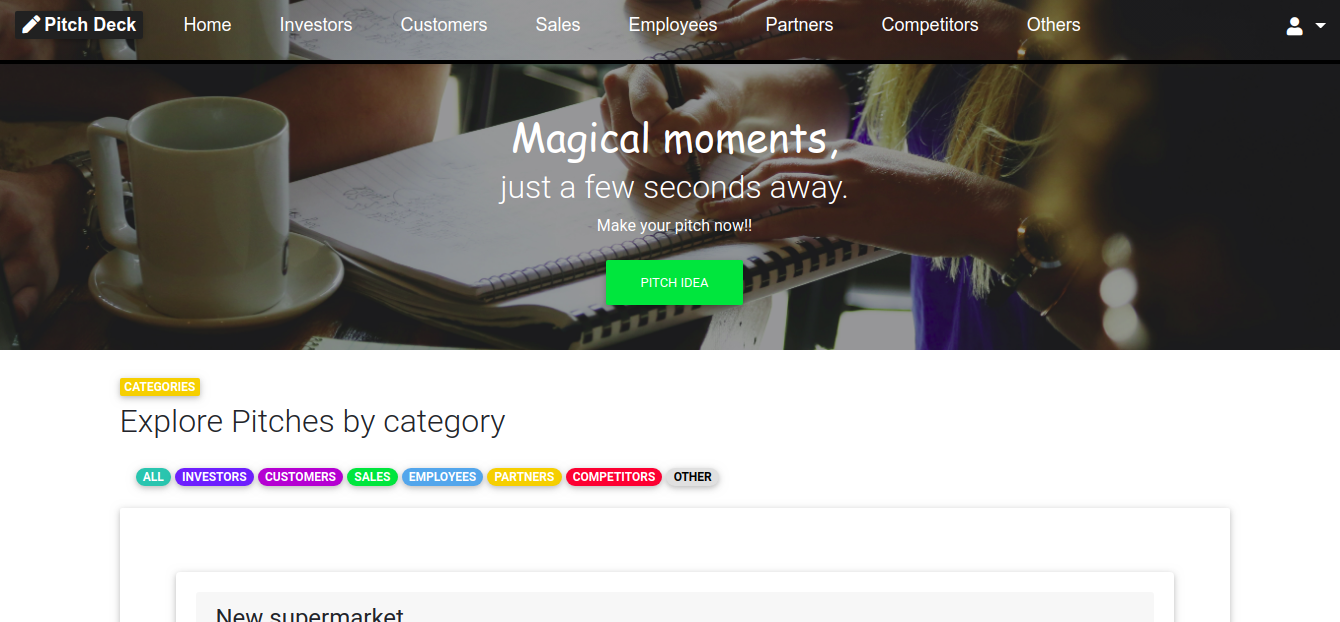 Pitch Deck Home Investors Customers Sales Employees Partners Competitors Others
Magical moments,
just a few seconds away.
Make your pitch now!!
PITCH IDEA
CATEGORIES
Explore Pitches by category
ALL INVESTORS CUSTOMERS SALES EMPLOYEES PARTNERS COMPETITORS OTHER
New supermarket